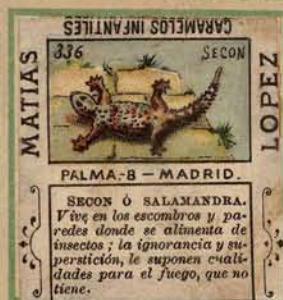 CARAMELOS INFANTILES
336 SECON
MATIAS
LOPEZ
PALMA.-8 — MADRID.
SECON Ó SALAMANDRA.
Vive en los escombros y pa-
redes donde se alimenta de
insectos; la ignorancia y su-
perstición, le suponen cuali-
dades para el fuego, que no
tiene.